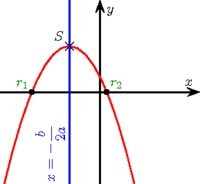 y
S
r₁
r₂
x
x = −b/2a